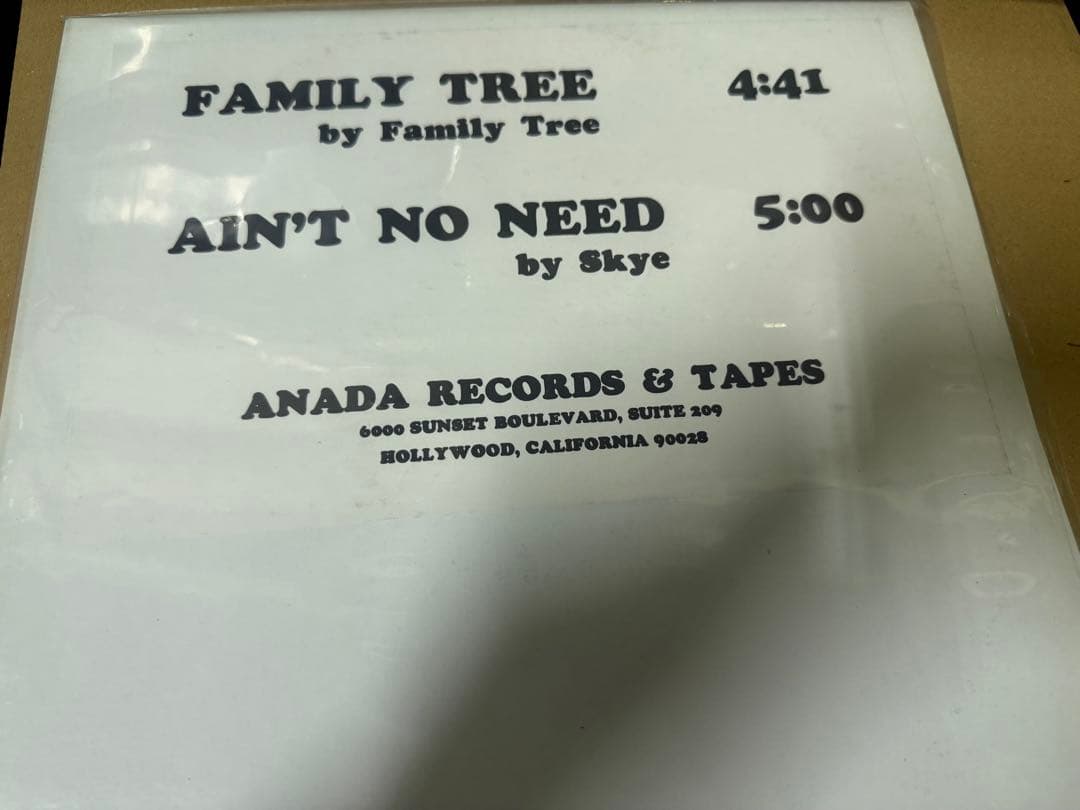 FAMILY TREE 4:41
by Family Tree
AIN'T NO NEED 5:00
by Skye
ANADA RECORDS & TAPES
6000 SUNSET BOULEVARD, SUITE 209
HOLLYWOOD, CALIFORNIA 90028